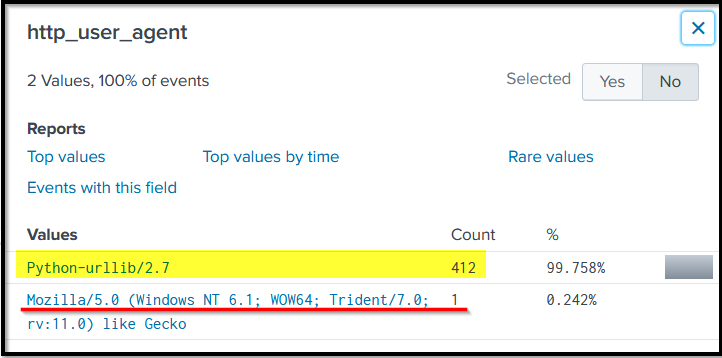 http_user_agent
2 Values, 100% of events
Selected Yes No
Reports
Top values Top values by time Rare values
Events with this field
Values Count %
Python-urllib/2.7 412 99.758%
Mozilla/5.0 (Windows NT 6.1; WOW64; Trident/7.0; 1 0.242%
rv:11.0) like Gecko